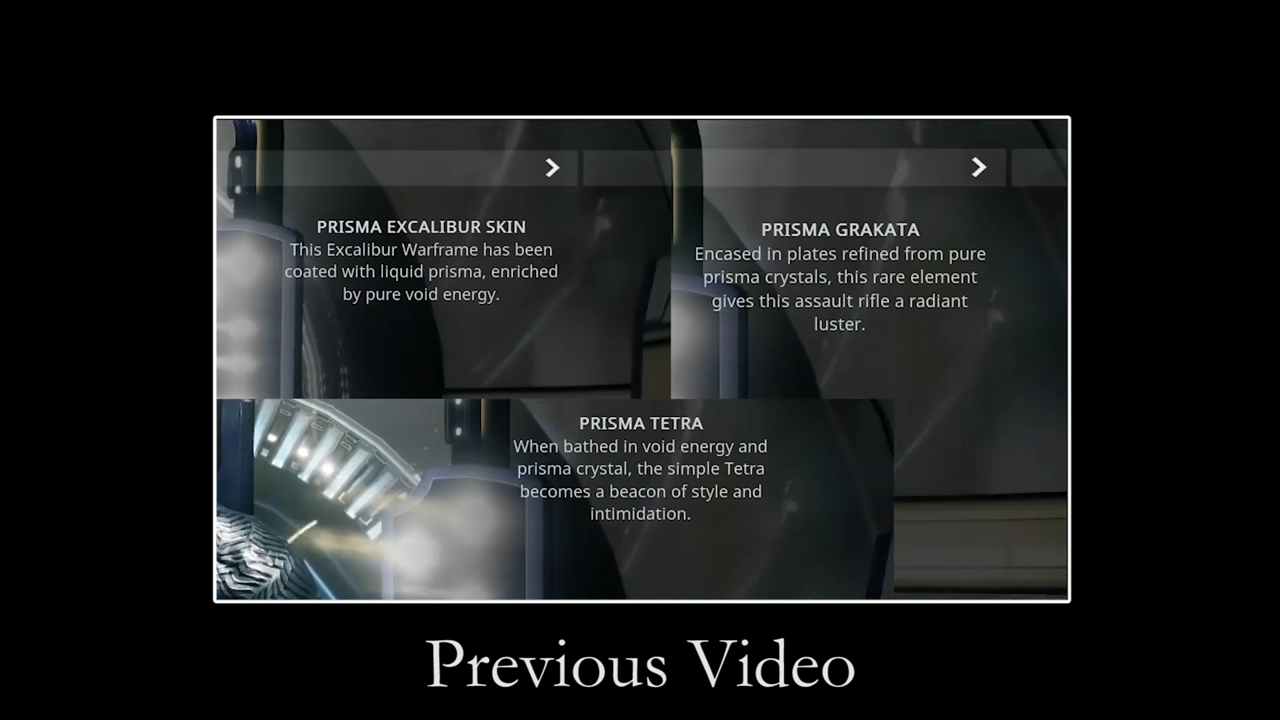 PRISMA EXCALIBUR SKIN
This Excalibur Warframe has been
coated with liquid prisma, enriched
by pure void energy.
PRISMA GRAKATA
Encased in plates refined from pure
prisma crystals, this rare element
gives this assault rifle a radiant
luster.
PRISMA TETRA
When bathed in void energy and
prisma crystal, the simple Tetra
becomes a beacon of style and
intimidation.
Previous Video